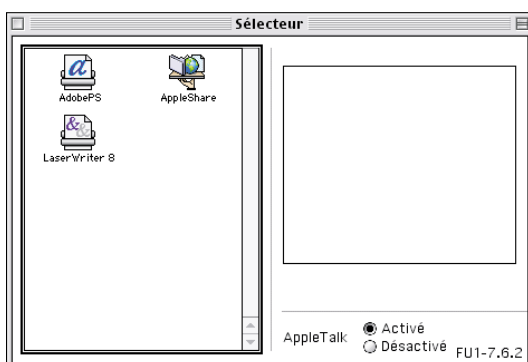 Sélecteur
AdobePS
AppleShare
LaserWriter 8
AppleTalk
Activé
Désactivé
FU1-7.6.2